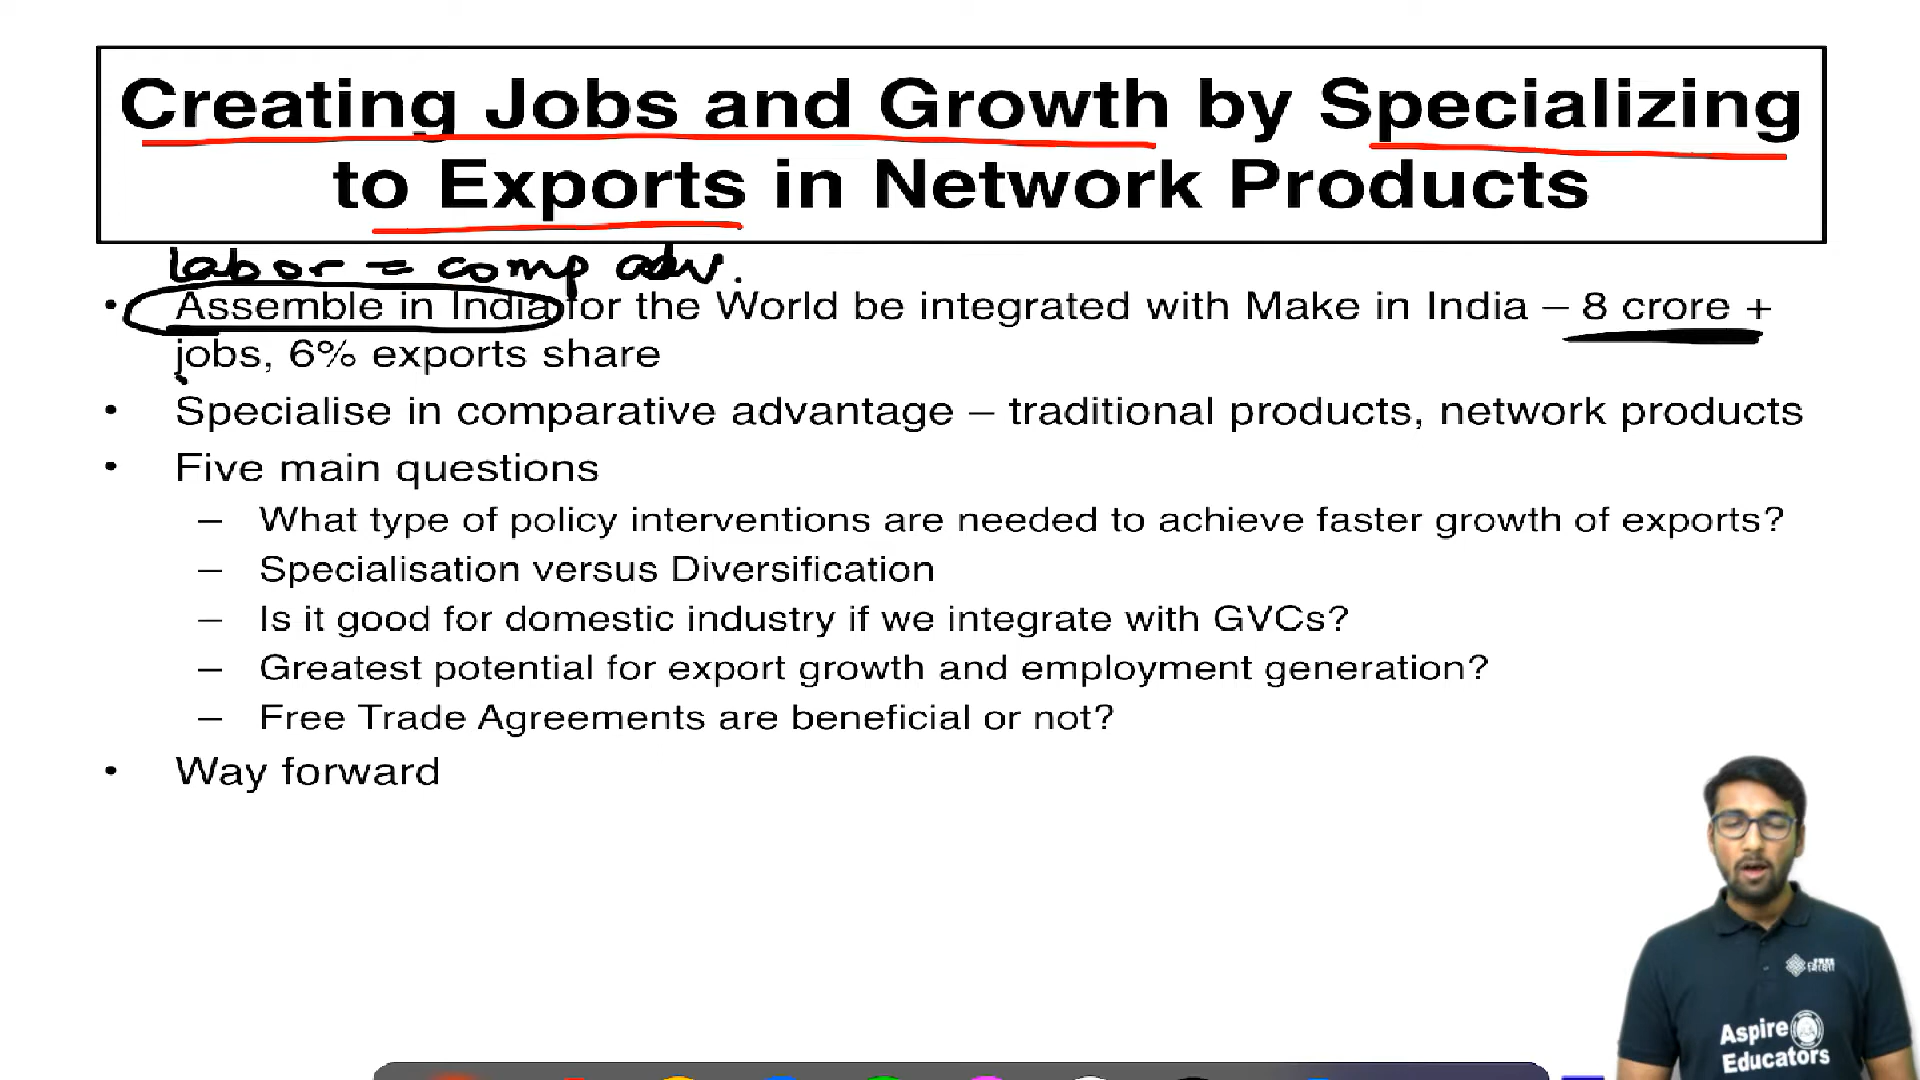 Creating Jobs and Growth by Specializing
to Exports in Network Products
labor = comp adv.
• Assemble in India for the World be integrated with Make in India – 8 crore +
jobs, 6% exports share
• Specialise in comparative advantage – traditional products, network products
• Five main questions
– What type of policy interventions are needed to achieve faster growth of exports?
– Specialisation versus Diversification
– Is it good for domestic industry if we integrate with GVCs?
– Greatest potential for export growth and employment generation?
– Free Trade Agreements are beneficial or not?
• Way forward
Aspire
Educators